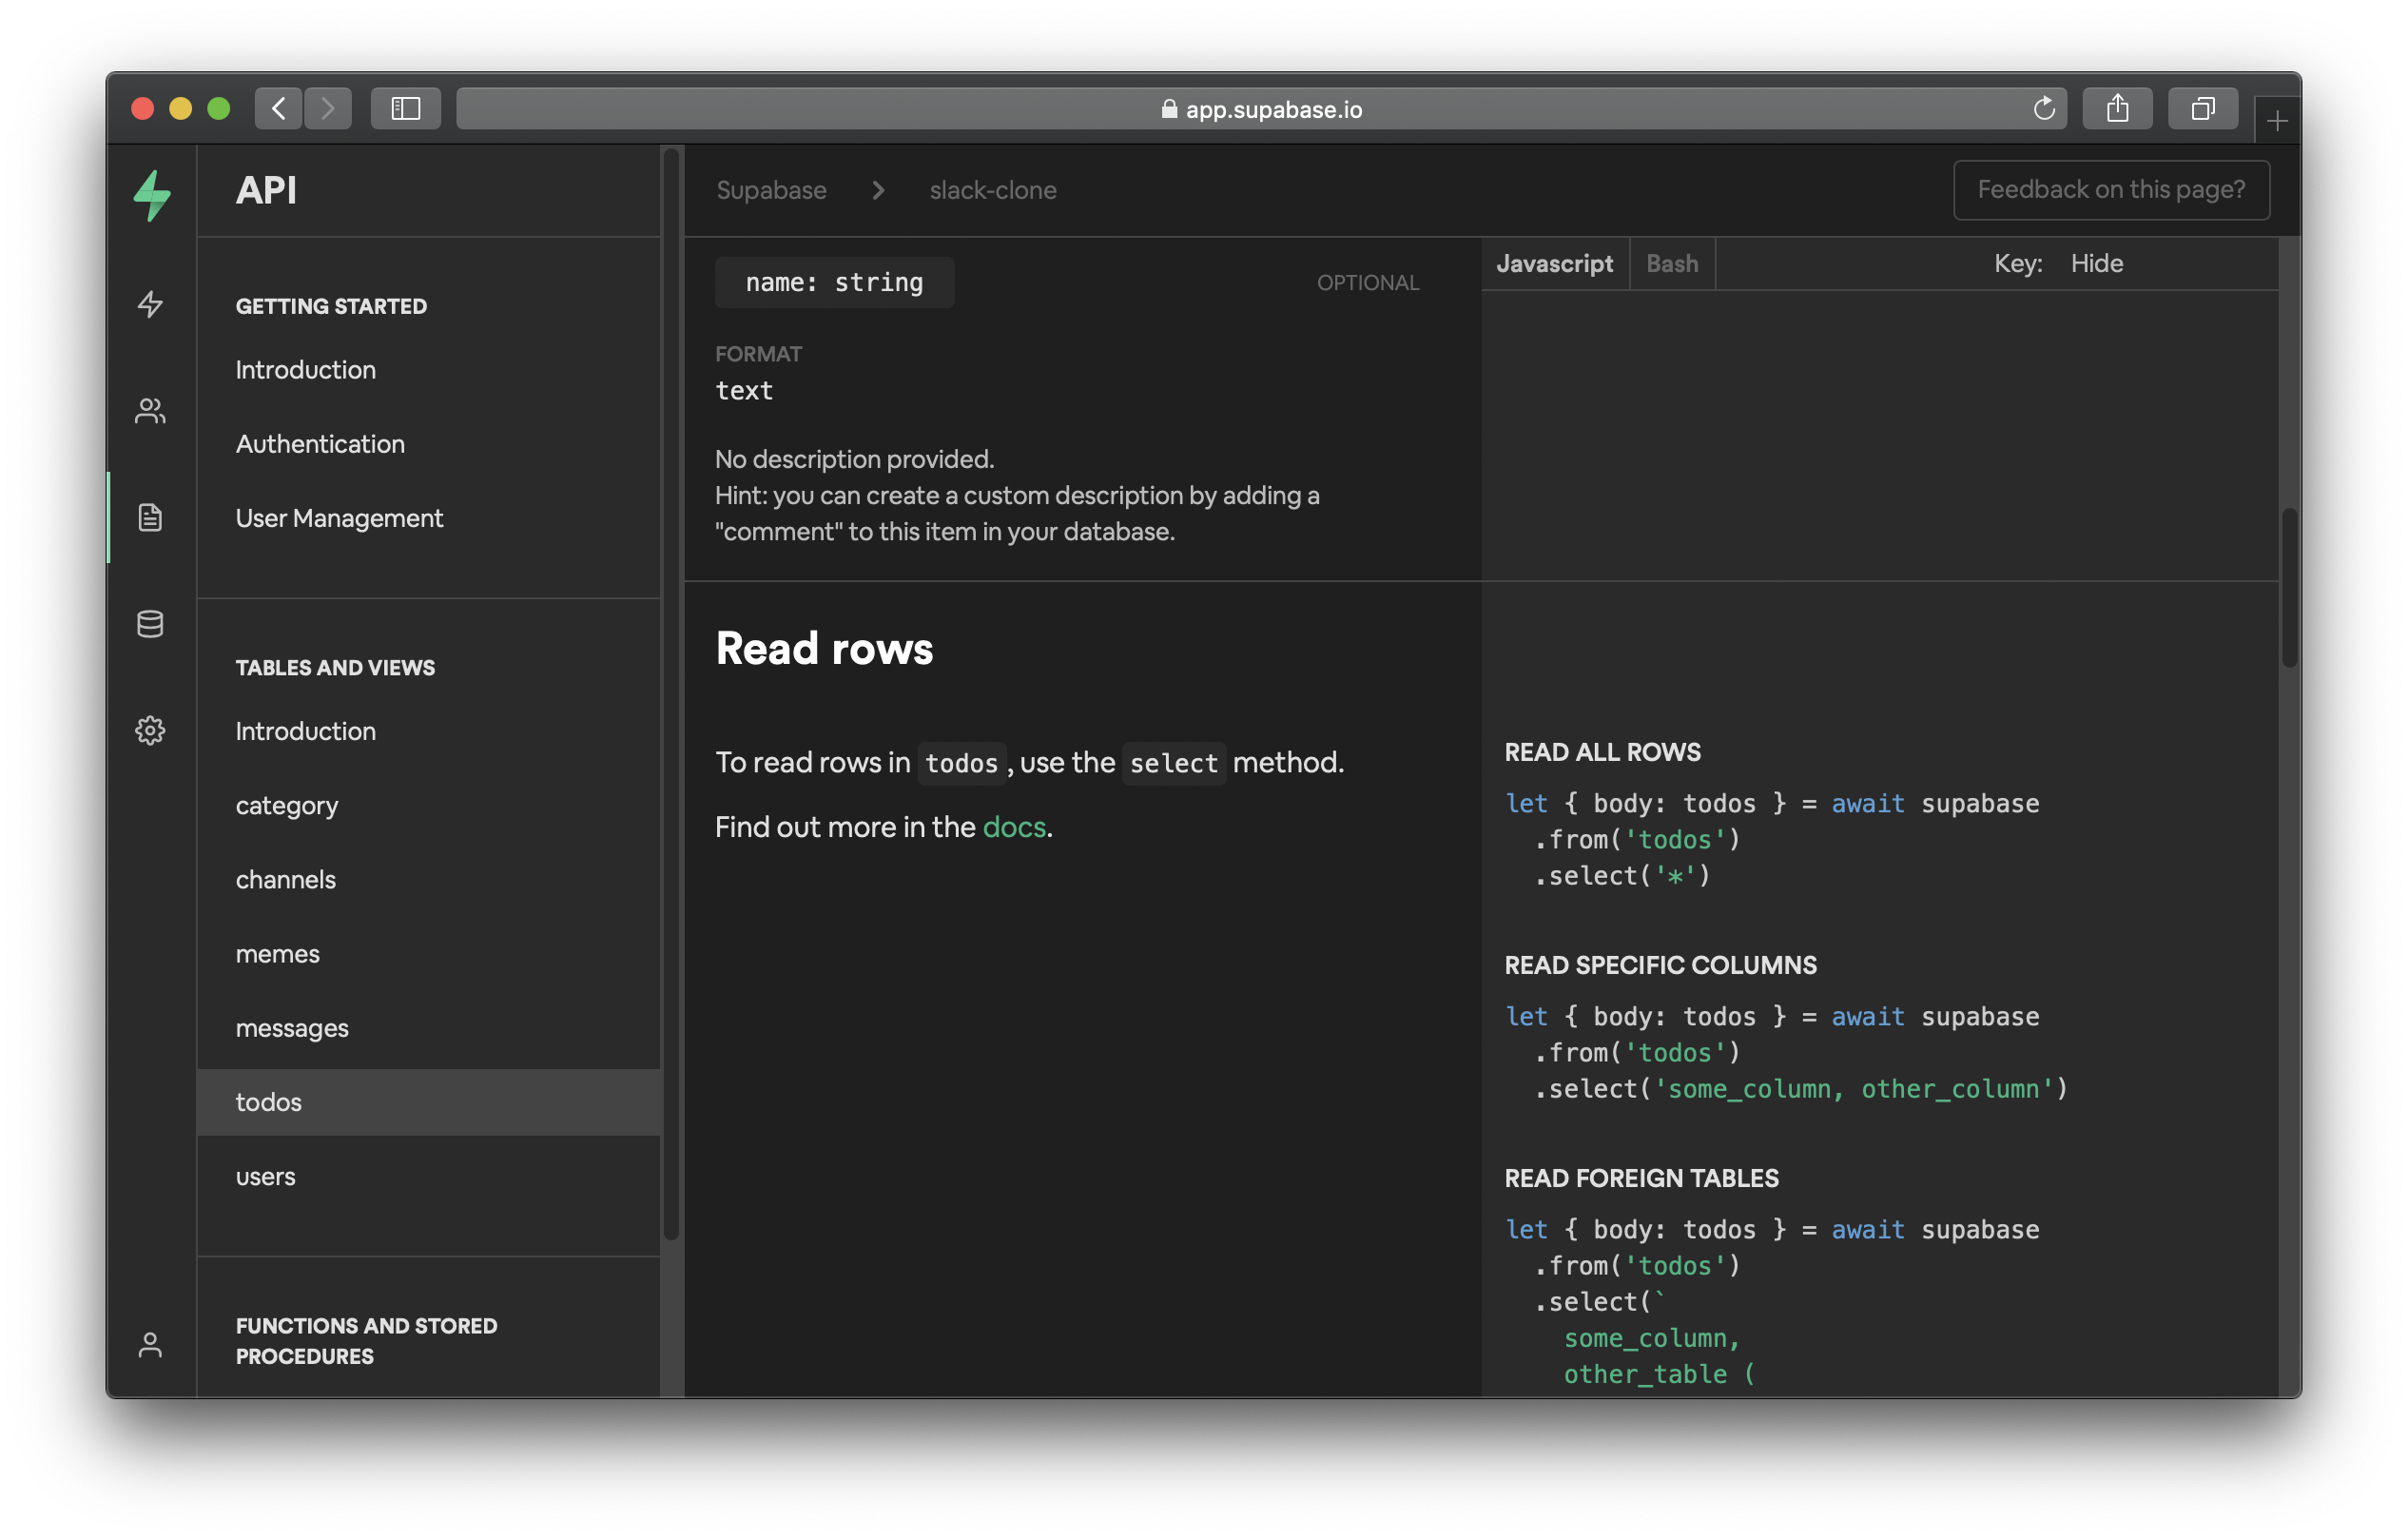 app.supabase.io
API
Supabase
slack-clone
Feedback on this page?
GETTING STARTED
Introduction
Authentication
User Management
TABLES AND VIEWS
Introduction
category
channels
memes
messages
todos
users
FUNCTIONS AND STORED
PROCEDURES
name: string
OPTIONAL
FORMAT
text
No description provided.
Hint: you can create a custom description by adding a
"comment" to this item in your database.
Read rows
To read rows in todos, use the select method.
Find out more in the docs.
Javascript
Bash
Key:
Hide
READ ALL ROWS
let { body: todos } = await supabase
  .from('todos')
  .select('*')
READ SPECIFIC COLUMNS
let { body: todos } = await supabase
  .from('todos')
  .select('some_column, other_column')
READ FOREIGN TABLES
let { body: todos } = await supabase
  .from('todos')
  .select(`
    some_column,
    other_table (